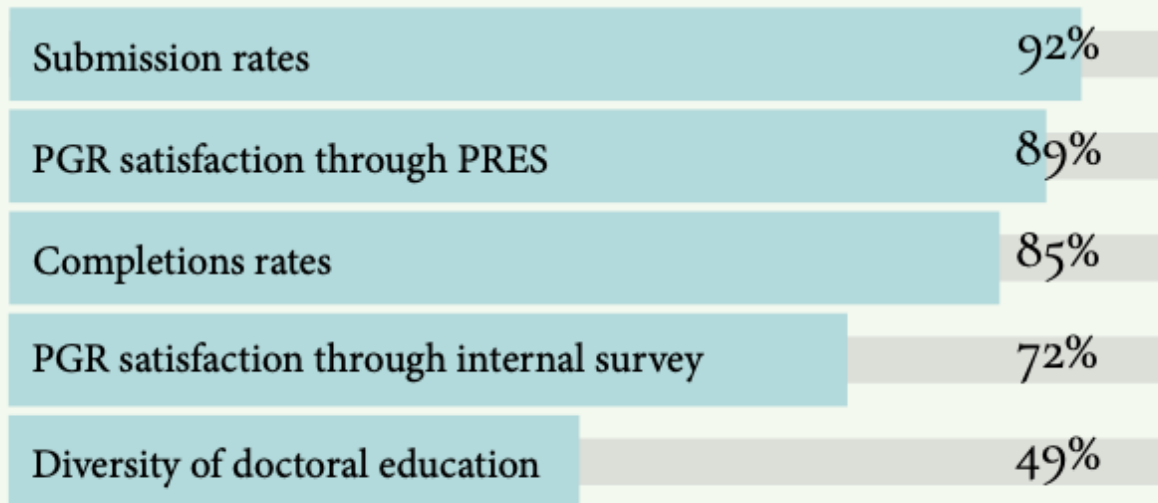 Submission rates 92%
PGR satisfaction through PRES 89%
Completions rates 85%
PGR satisfaction through internal survey 72%
Diversity of doctoral education 49%